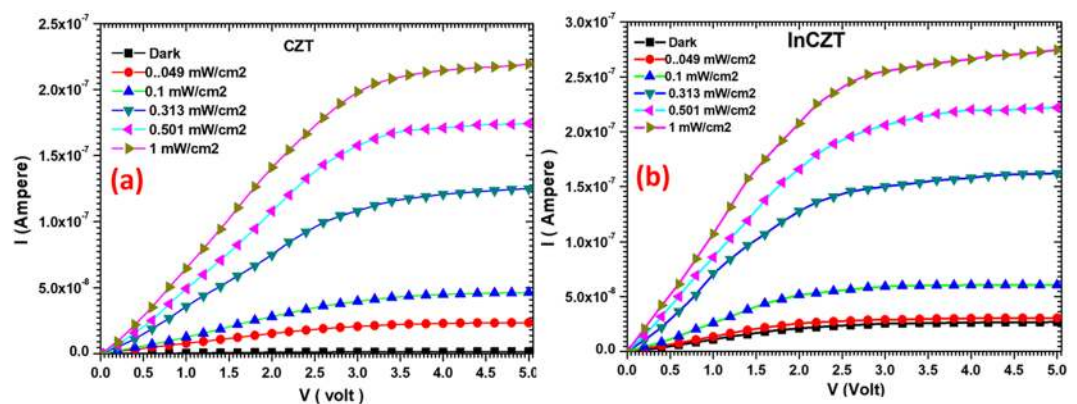 CZT
Dark
0..049 mW/cm2
0.1 mW/cm2
0.313 mW/cm2
0.501 mW/cm2
1 mW/cm2
(a)
I (Ampere)
2.5x10⁻⁷
2.0x10⁻⁷
1.5x10⁻⁷
1.0x10⁻⁷
5.0x10⁻⁸
0.0
0.0 0.5 1.0 1.5 2.0 2.5 3.0 3.5 4.0 4.5 5.0
V ( volt )
InCZT
Dark
0..049 mW/cm2
0.1 mW/cm2
0.313 mW/cm2
0.501 mW/cm2
1 mW/cm2
(b)
I ( Ampere )
3.0x10⁻⁷
2.5x10⁻⁷
2.0x10⁻⁷
1.5x10⁻⁷
1.0x10⁻⁷
5.0x10⁻⁸
0.0
0.0 0.5 1.0 1.5 2.0 2.5 3.0 3.5 4.0 4.5 5.0
V (Volt)